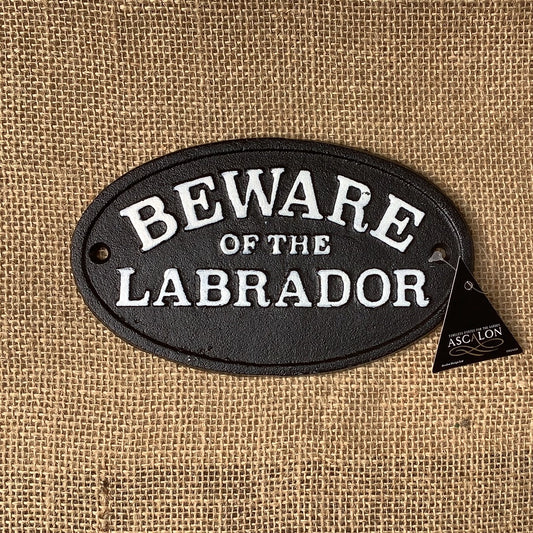 BEWARE
OF THE
LABRADOR
ASCALON